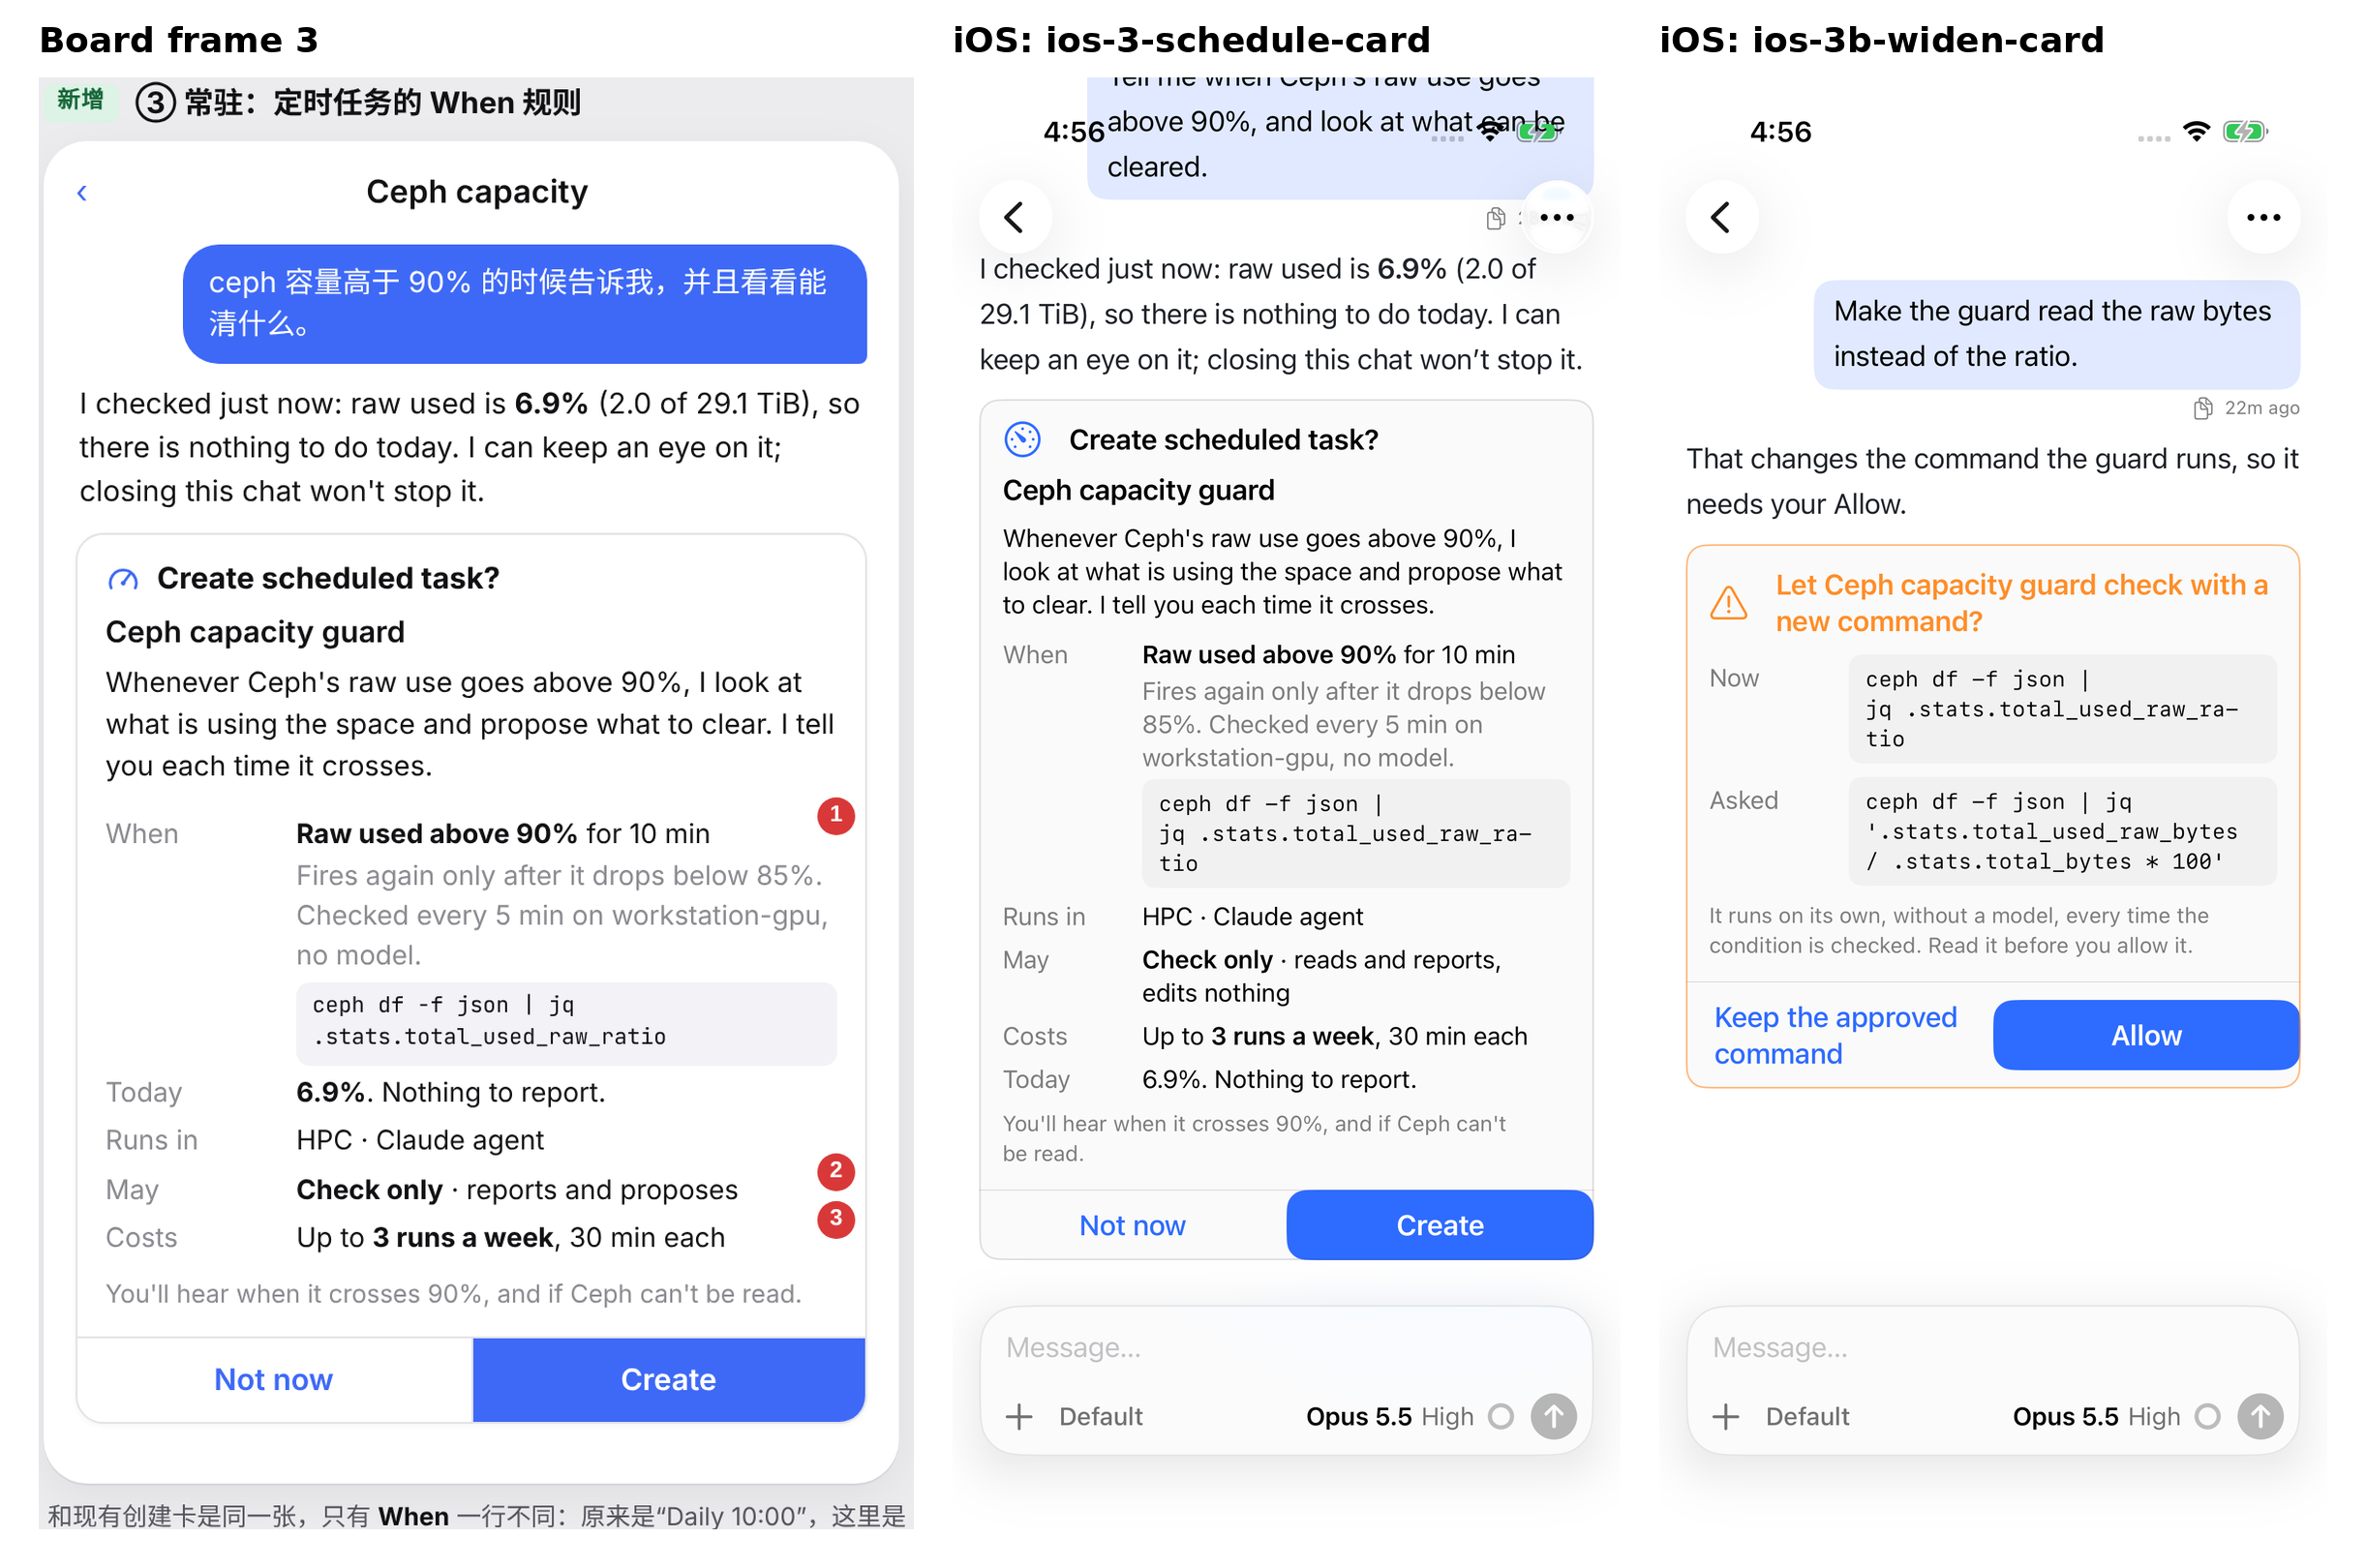 Board frame 3
新增 ③ 常驻：定时任务的 When 规则
‹ Ceph capacity
ceph 容量高于 90% 的时候告诉我，并且看看能
清什么。
I checked just now: raw used is 6.9% (2.0 of 29.1 TiB), so
there is nothing to do today. I can keep an eye on it;
closing this chat won't stop it.
Create scheduled task?
Ceph capacity guard
Whenever Ceph's raw use goes above 90%, I look at
what is using the space and propose what to clear. I tell
you each time it crosses.
When Raw used above 90% for 10 min 1
Fires again only after it drops below 85%.
Checked every 5 min on workstation-gpu,
no model.
ceph df -f json | jq
.stats.total_used_raw_ratio
Today 6.9%. Nothing to report.
Runs in HPC · Claude agent
May Check only · reports and proposes 2
Costs Up to 3 runs a week, 30 min each 3
You'll hear when it crosses 90%, and if Ceph can't be read.
Not now Create
和现有创建卡是同一张，只有 When 一行不同：原来是“Daily 10:00”，这里是
iOS: ios-3-schedule-card
Tell me when Ceph's raw use goes
above 90%, and look at what can be
cleared.
4:56
I checked just now: raw used is 6.9% (2.0 of
29.1 TiB), so there is nothing to do today. I can
keep an eye on it; closing this chat won’t stop it.
Create scheduled task?
Ceph capacity guard
Whenever Ceph's raw use goes above 90%, I
look at what is using the space and propose what
to clear. I tell you each time it crosses.
When Raw used above 90% for 10 min
Fires again only after it drops below
85%. Checked every 5 min on
workstation-gpu, no model.
ceph df -f json |
jq .stats.total_used_raw_ra-
tio
Runs in HPC · Claude agent
May Check only · reads and reports,
edits nothing
Costs Up to 3 runs a week, 30 min each
Today 6.9%. Nothing to report.
You'll hear when it crosses 90%, and if Ceph can't
be read.
Not now Create
Message...
Default Opus 5.5 High
iOS: ios-3b-widen-card
4:56
Make the guard read the raw bytes
instead of the ratio.
22m ago
That changes the command the guard runs, so it
needs your Allow.
Let Ceph capacity guard check with a
new command?
Now ceph df -f json |
jq .stats.total_used_raw_ra-
tio
Asked ceph df -f json | jq
'.stats.total_used_raw_bytes
/ .stats.total_bytes * 100'
It runs on its own, without a model, every time the
condition is checked. Read it before you allow it.
Keep the approved
command
Allow
Message...
Default Opus 5.5 High